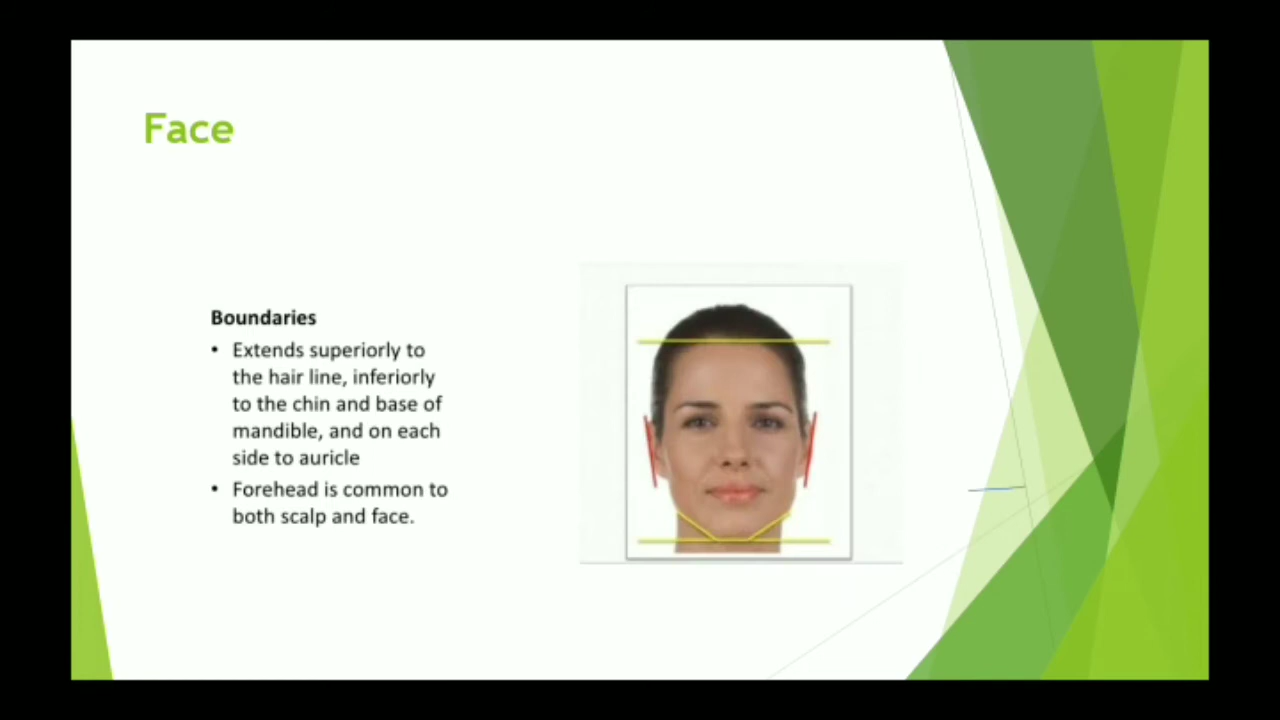 Face
Boundaries
• Extends superiorly to
the hair line, inferiorly
to the chin and base of
mandible, and on each
side to auricle
• Forehead is common to
both scalp and face.